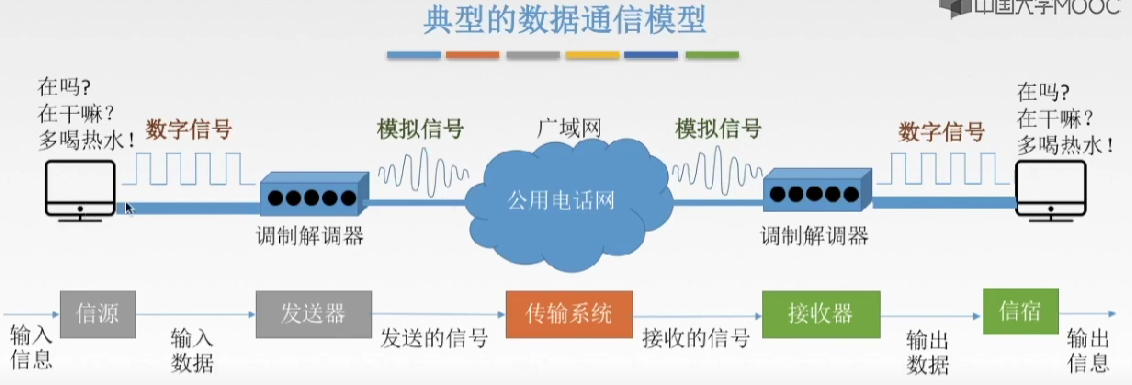 中国大学MOOC
典型的数据通信模型
在吗?
在干嘛?
多喝热水!
数字信号
模拟信号
广域网
模拟信号
数字信号
在吗?
在干嘛?
多喝热水!
公用电话网
调制解调器
调制解调器
信源
发送器
传输系统
接收器
信宿
输入
信息
输入
数据
发送的信号
接收的信号
输出
数据
输出
信息